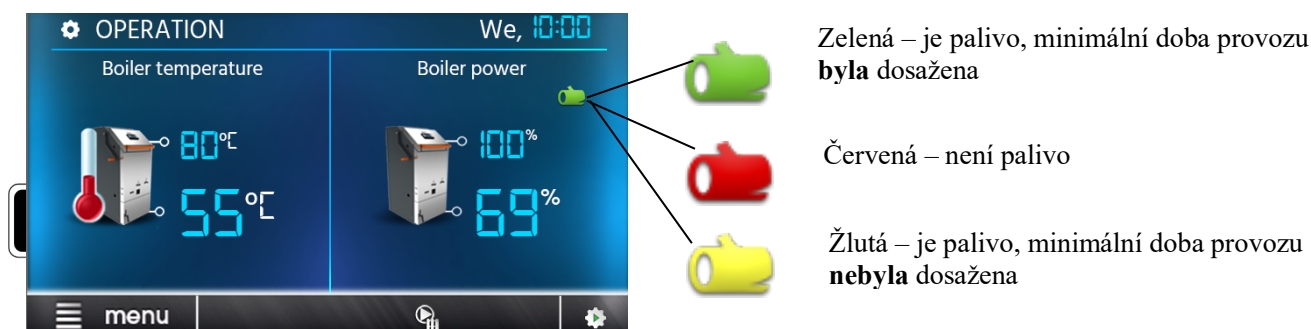 OPERATION
We, 10:00
Boiler temperature
Boiler power
80°C
100%
55°C
69%
menu
Zelená – je palivo, minimální doba provozu
byla dosažena
Červená – není palivo
Žlutá – je palivo, minimální doba provozu
nebyla dosažena